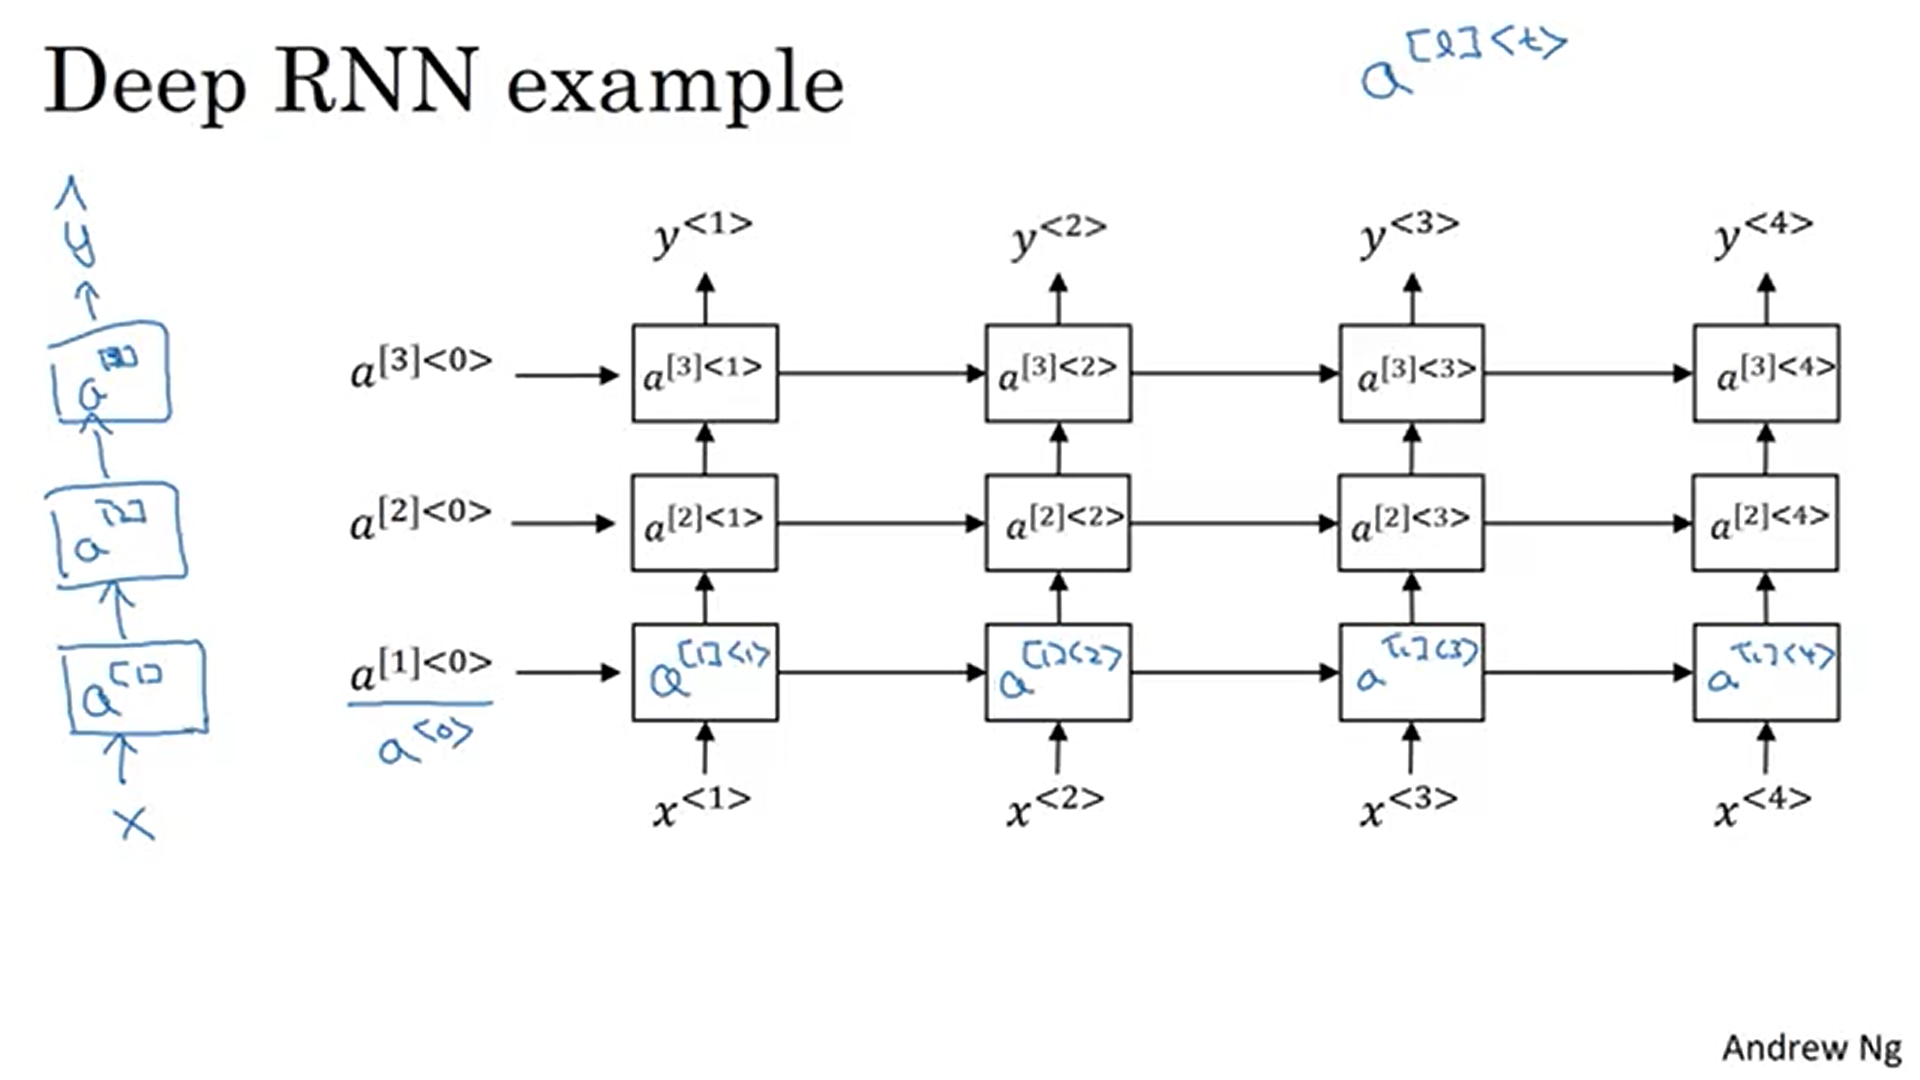 Deep RNN example
a[l]<t>
ŷ
a[3]
a[2]
a[1]
x
y<1> y<2> y<3> y<4>
a[3]<0> a[3]<1> a[3]<2> a[3]<3> a[3]<4>
a[2]<0> a[2]<1> a[2]<2> a[2]<3> a[2]<4>
a[1]<0> a[1]<1> a[1]<2> a[1]<3> a[1]<4>
a<0>
x<1> x<2> x<3> x<4>
Andrew Ng